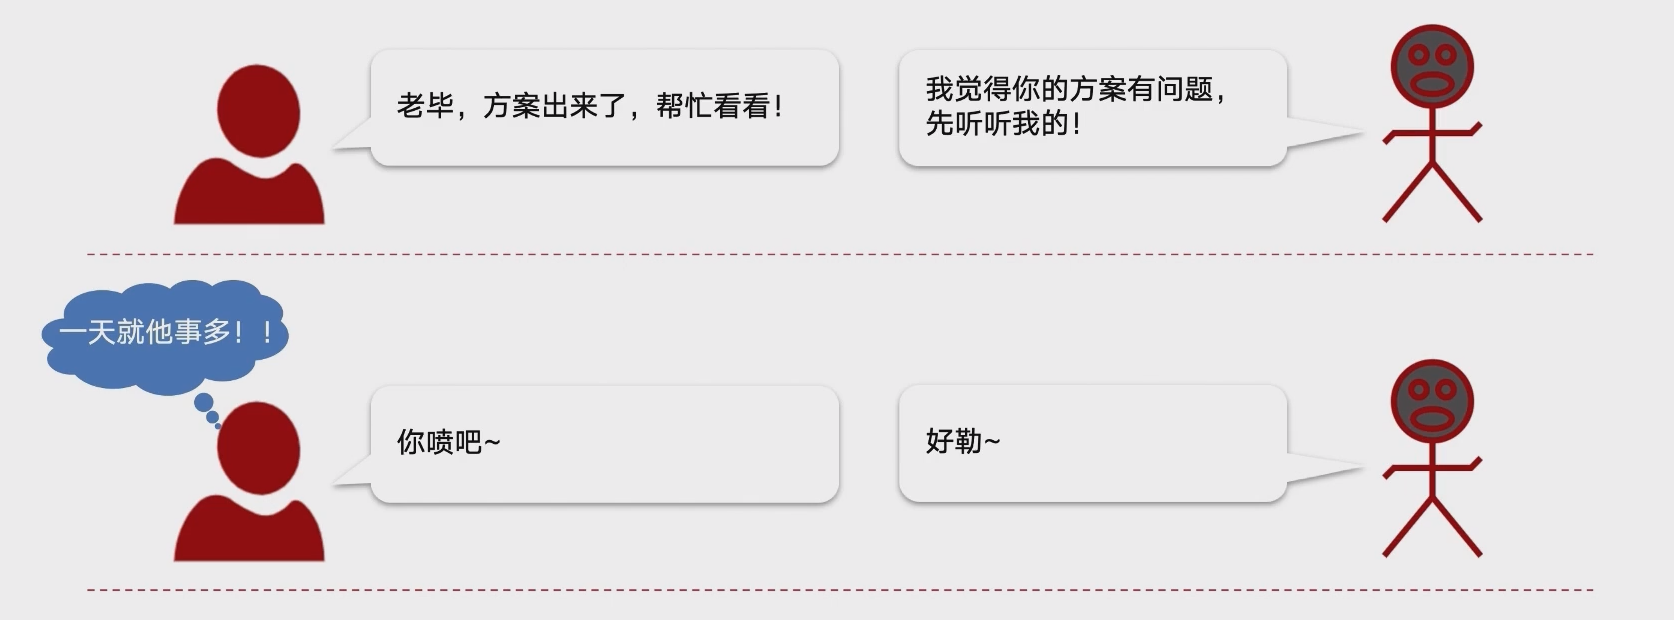 老毕，方案出来了，帮忙看看！
我觉得你的方案有问题，
先听听我的！
一天就他事多！！
你喷吧~
好勒~